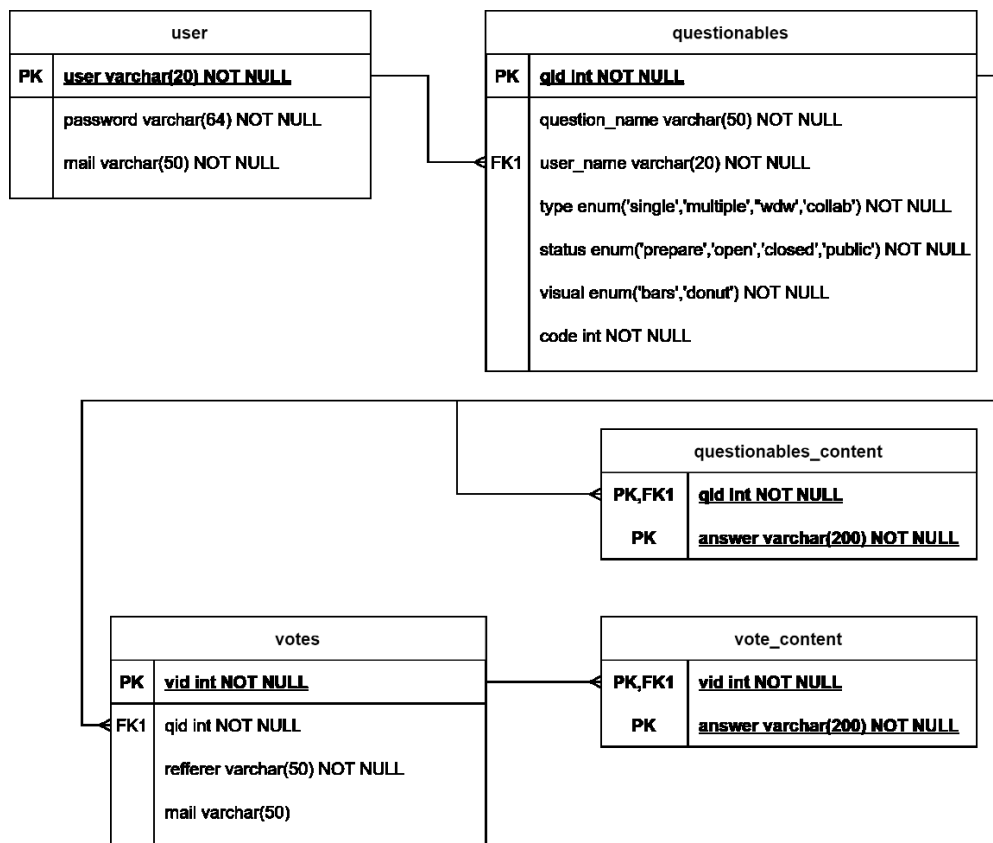 user
PK user varchar(20) NOT NULL
password varchar(64) NOT NULL
mail varchar(50) NOT NULL
questionables
PK qid int NOT NULL
question_name varchar(50) NOT NULL
FK1 user_name varchar(20) NOT NULL
type enum('single','multiple',"wdw','collab') NOT NULL
status enum('prepare','open','closed','public') NOT NULL
visual enum('bars','donut') NOT NULL
code int NOT NULL
questionables_content
PK,FK1 qid int NOT NULL
PK answer varchar(200) NOT NULL
votes
PK vid int NOT NULL
FK1 qid int NOT NULL
refferer varchar(50) NOT NULL
mail varchar(50)
vote_content
PK,FK1 vid int NOT NULL
PK answer varchar(200) NOT NULL